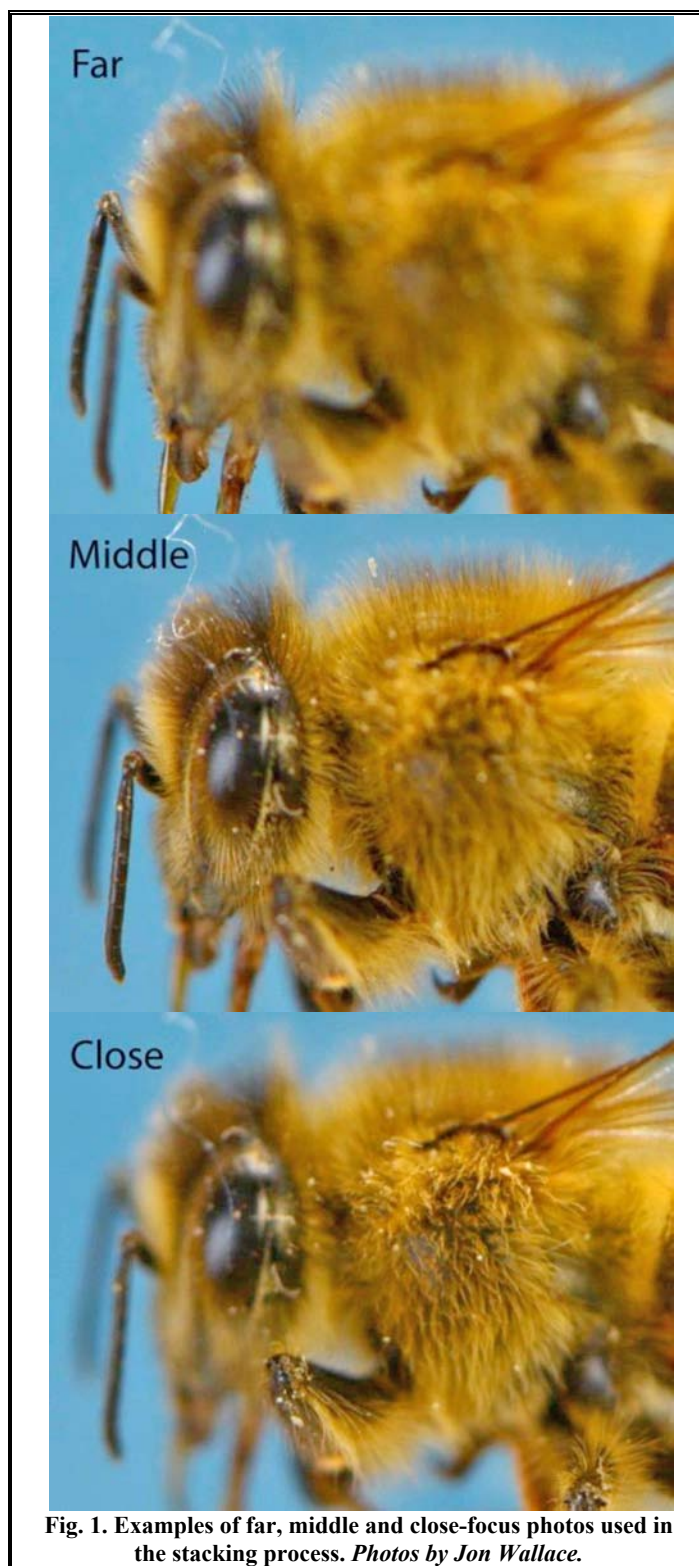 Far
Middle
Close
Fig. 1. Examples of far, middle and close-focus photos used in
the stacking process. Photos by Jon Wallace.